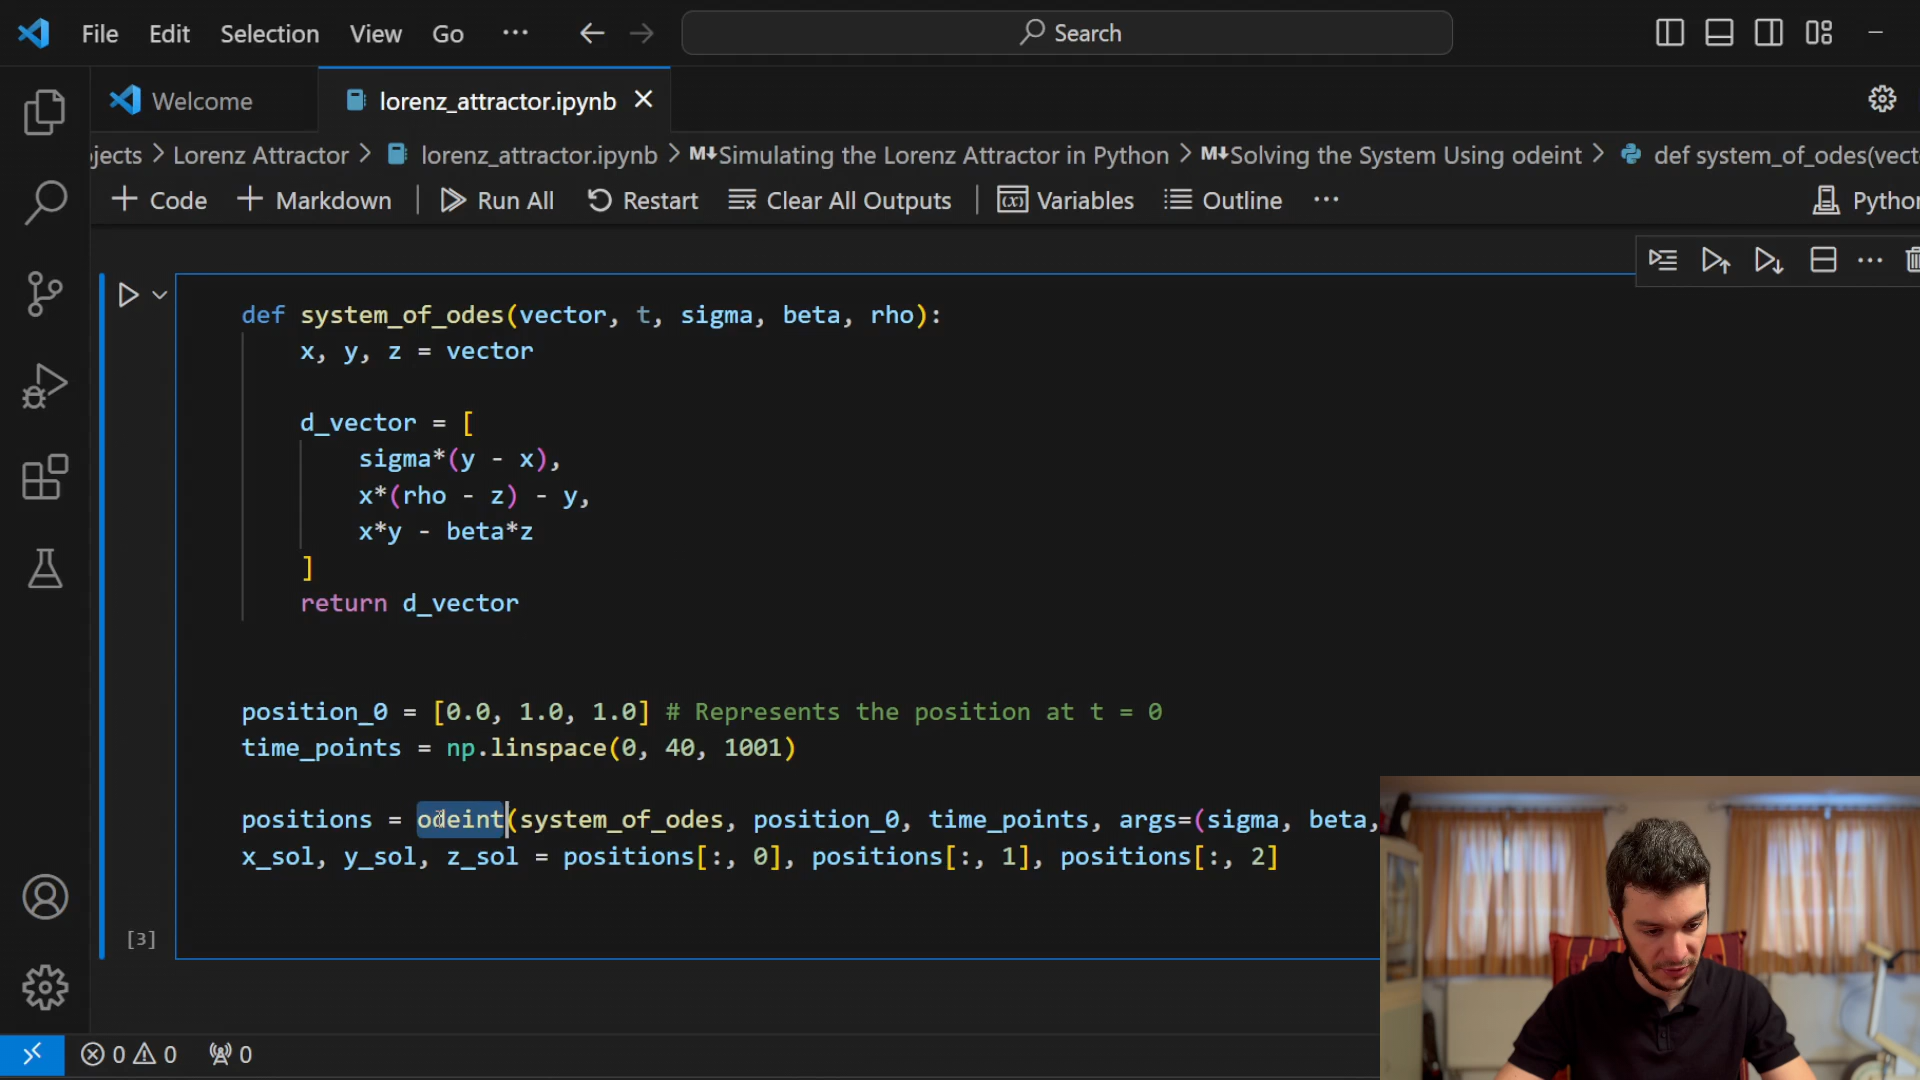 File Edit Selection View Go ··· Search
Welcome lorenz_attractor.ipynb
jects > Lorenz Attractor > lorenz_attractor.ipynb > M↓Simulating the Lorenz Attractor in Python > M↓Solving the System Using odeint > def system_of_odes(vect
+ Code + Markdown | Run All Restart Clear All Outputs | Variables Outline ··· Python
def system_of_odes(vector, t, sigma, beta, rho):
x, y, z = vector
d_vector = [
sigma*(y - x),
x*(rho - z) - y,
x*y - beta*z
]
return d_vector
position_0 = [0.0, 1.0, 1.0] # Represents the position at t = 0
time_points = np.linspace(0, 40, 1001)
positions = odeint(system_of_odes, position_0, time_points, args=(sigma, beta,
x_sol, y_sol, z_sol = positions[:, 0], positions[:, 1], positions[:, 2]
[3]
0 0 0